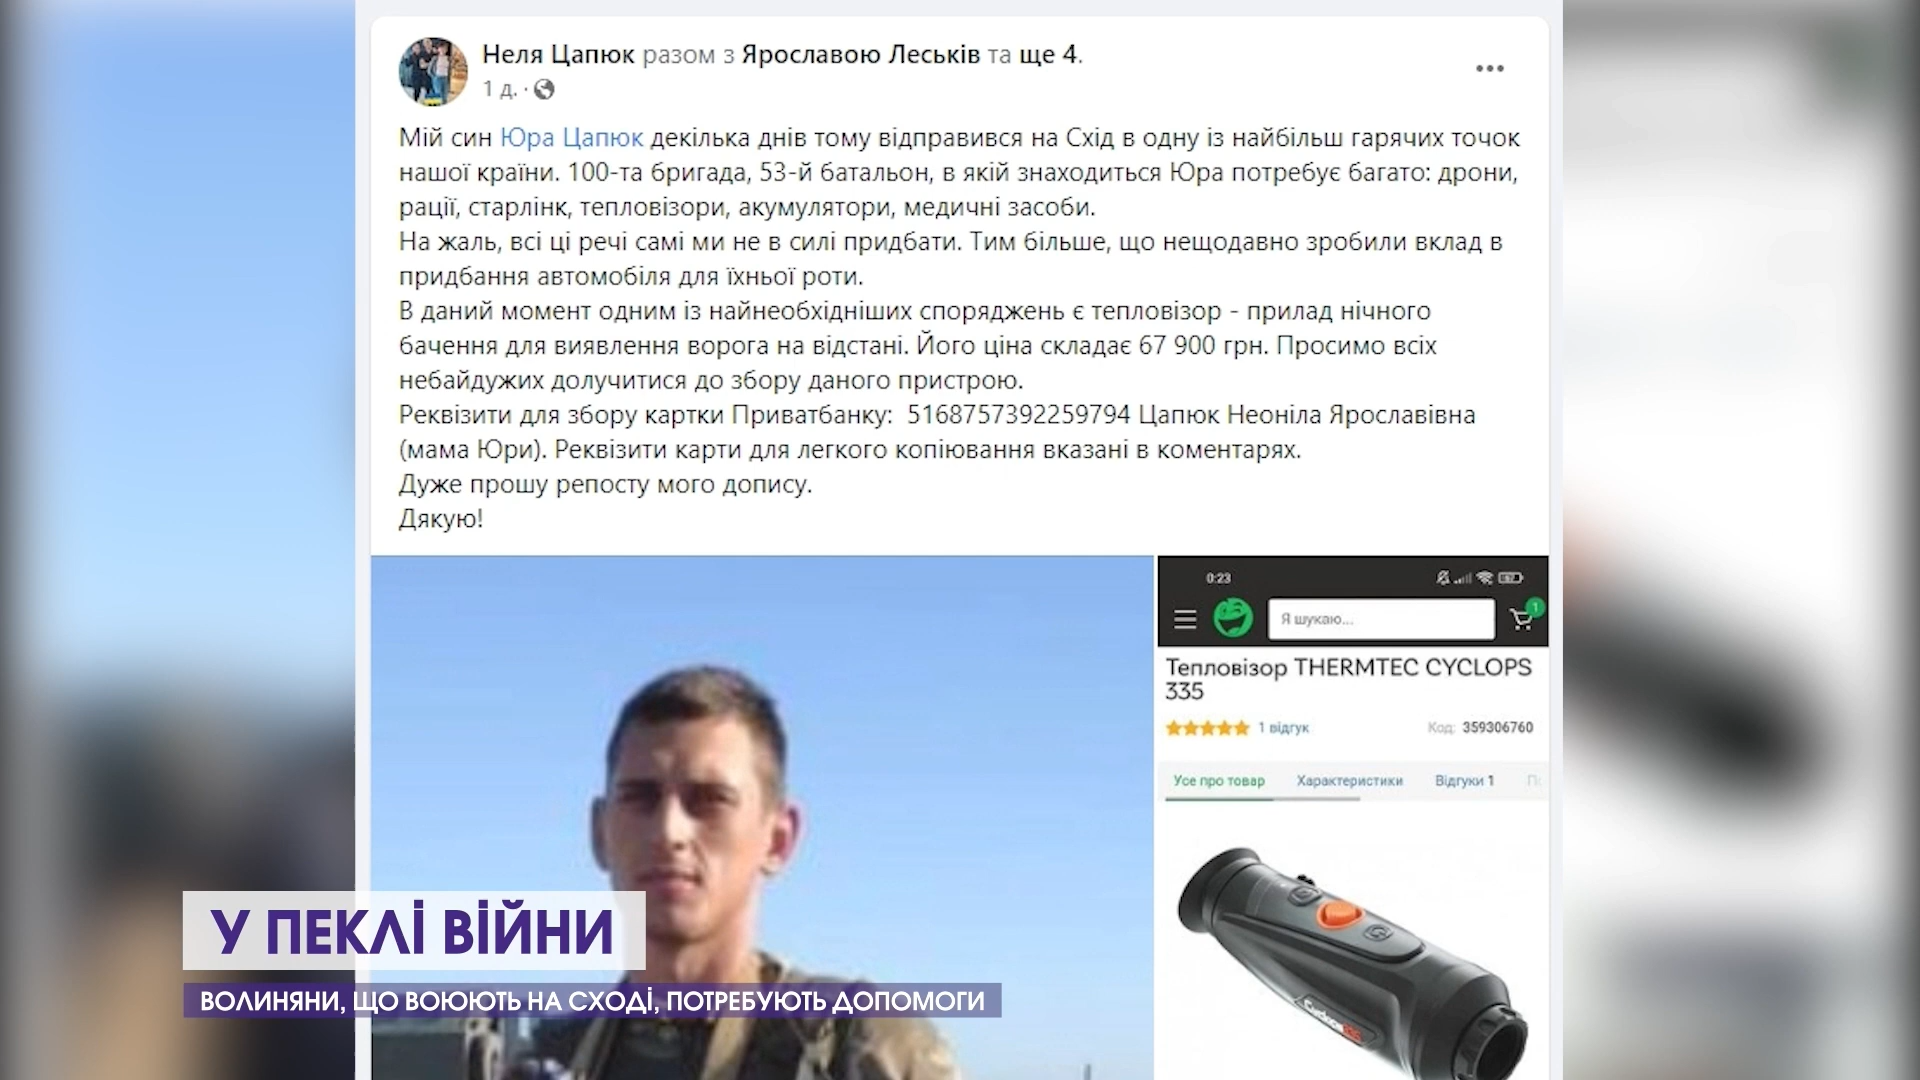 Неля Цапюк разом з Ярославою Леськів та ще 4.
1 д. ·
Мій син Юра Цапюк декілька днів тому відправився на Схід в одну із найбільш гарячих точок
нашої країни. 100-та бригада, 53-й батальон, в якій знаходиться Юра потребує багато: дрони,
рації, старлінк, тепловізори, акумулятори, медичні засоби.
На жаль, всі ці речі самі ми не в силі придбати. Тим більше, що нещодавно зробили вклад в
придбання автомобіля для їхньої роти.
В даний момент одним із найнеобхідніших споряджень є тепловізор - прилад нічного
бачення для виявлення ворога на відстані. Його ціна складає 67 900 грн. Просимо всіх
небайдужих долучитися до збору даного пристрою.
Реквізити для збору картки Приватбанку:  5168757392259794 Цапюк Неоніла Ярославівна
(мама Юри). Реквізити карти для легкого копіювання вказані в коментарях.
Дуже прошу репосту мого допису.
Дякую!
0:23
Я шукаю...
1
Тепловізор THERMTEC CYCLOPS
335
1 відгук
Код: 359306760
Усе про товар Характеристики Відгуки 1
У ПЕКЛІ ВІЙНИ
ВОЛИНЯНИ, ЩО ВОЮЮТЬ НА СХОДІ, ПОТРЕБУЮТЬ ДОПОМОГИ